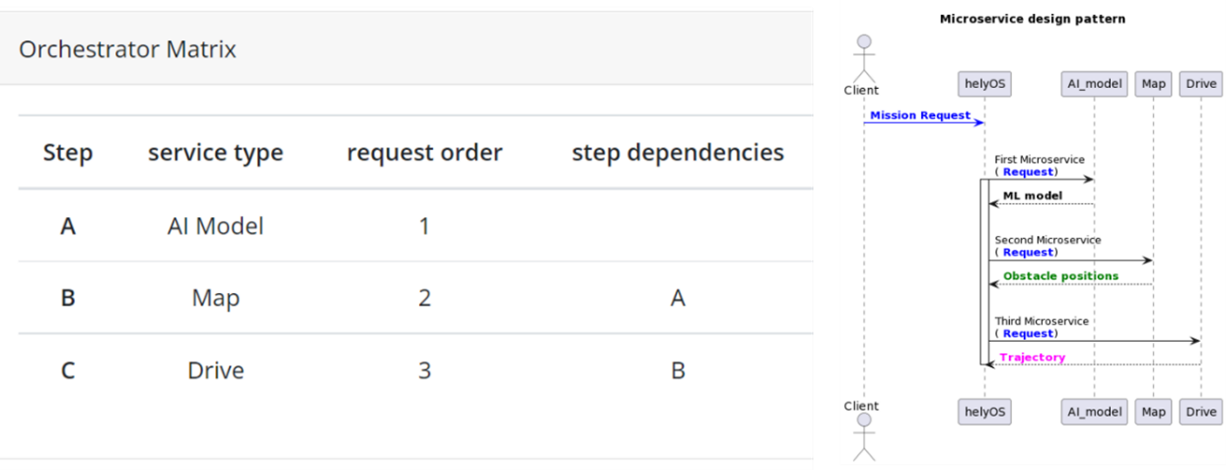 Orchestrator Matrix
Step service type request order step dependencies
A AI Model 1
B Map 2 A
C Drive 3 B
Microservice design pattern
Client
helyOS AI_model Map Drive
Mission Request
First Microservice
( Request)
ML model
Second Microservice
( Request)
Obstacle positions
Third Microservice
( Request)
Trajectory
Client
helyOS AI_model Map Drive